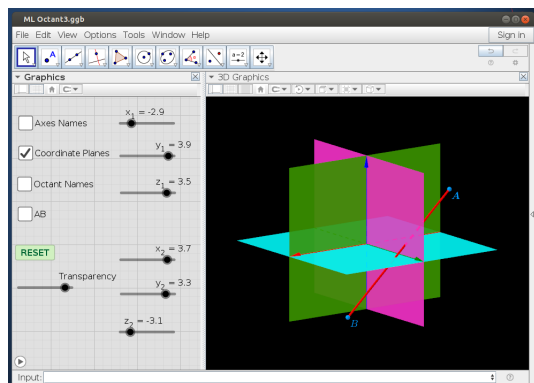 ML Octant3.ggb
File Edit View Options Tools Window Help
Sign in
Graphics
3D Graphics
Axes Names
x1 = -2.9
Coordinate Planes
y1 = 3.9
Octant Names
z1 = 3.5
AB
RESET
x2 = 3.7
Transparency
y2 = 3.3
z2 = -3.1
A
B
Input: